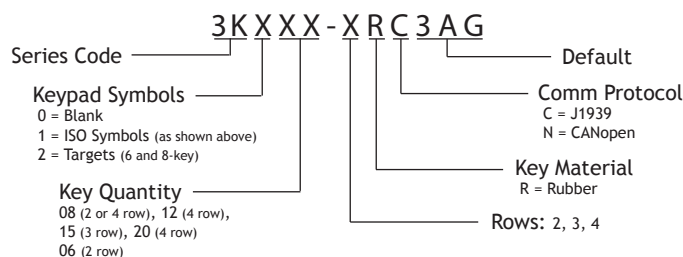 3K X X X - X R C 3 A G
Series Code
Default
Keypad Symbols
0 = Blank
1 = ISO Symbols (as shown above)
2 = Targets (6 and 8-key)
Comm Protocol
C = J1939
N = CANopen
Key Material
R = Rubber
Key Quantity
08 (2 or 4 row), 12 (4 row),
15 (3 row), 20 (4 row)
06 (2 row)
Rows: 2, 3, 4